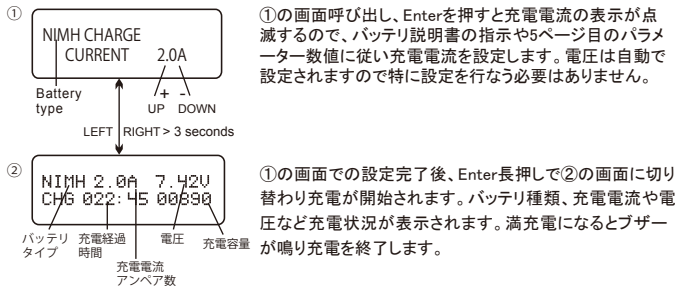 ①
NIMH CHARGE
CURRENT 2.0A
Battery
type
+ -
UP DOWN
LEFT RIGHT > 3 seconds
①の画面呼び出し、Enterを押すと充電電流の表示が点
滅するので、バッテリ説明書の指示や5ページ目のパラメ
ーター数値に従い充電電流を設定します。電圧は自動で
設定されますので特に設定を行なう必要はありません。
②
NIMH 2.0A 7.42V
CHG 022:45 00890
バッテリ
タイプ
充電経過
時間
充電電流
アンペア数
電圧
充電容量
①の画面での設定完了後、Enter長押しで②の画面に切り
替わり充電が開始されます。バッテリ種類、充電電流や電
圧など充電状況が表示されます。満充電になるとブザー
が鳴り充電を終了します。